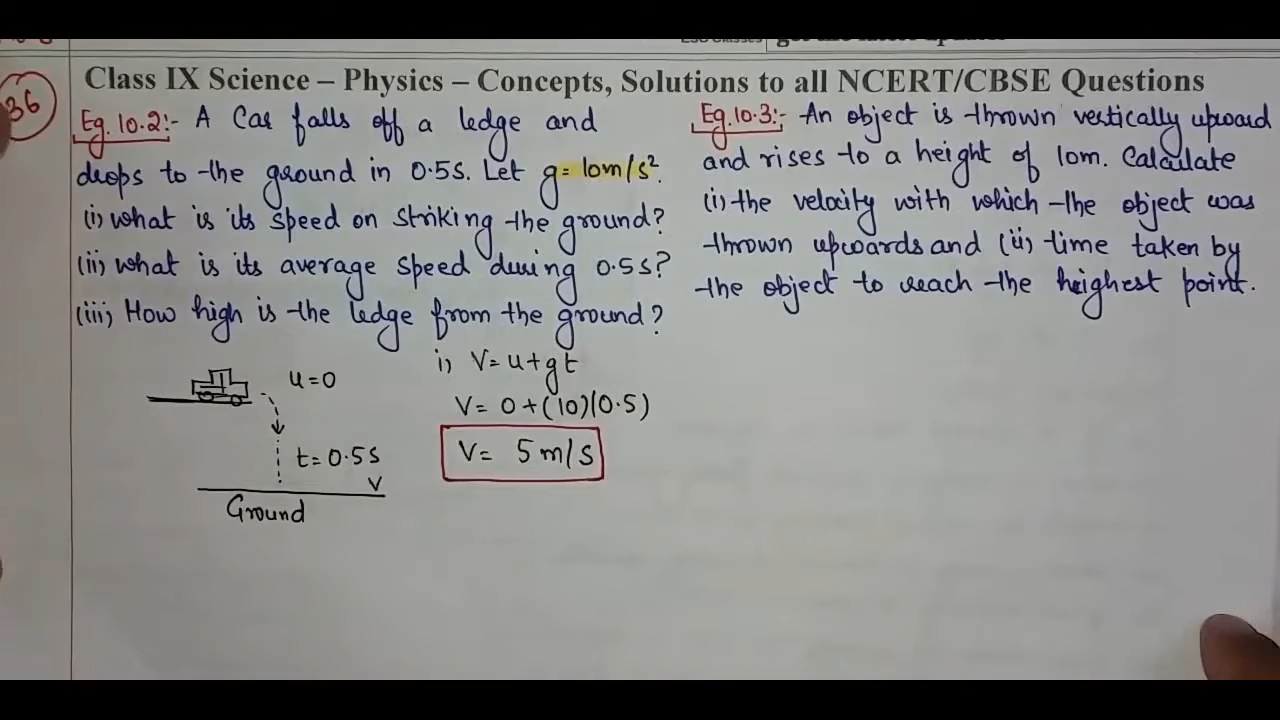 ESO Classes
36
Class IX Science – Physics – Concepts, Solutions to all NCERT/CBSE Questions
Eg.10.2:- A Car falls off a ledge and
drops to the ground in 0.5s. Let g= 10m/s².
(i) what is its speed on striking the ground?
(ii) what is its average speed during 0.5s?
(iii) How high is the ledge from the ground?
u=0
t=0.5s
v
Ground
i) V=u+gt
V= 0+(10)(0.5)
V= 5m/s
Eg.10.3:- An object is thrown vertically upward
and rises to a height of 10m. Calculate
(i) the velocity with which the object was
thrown upwards and (ii) time taken by
the object to reach the heighest point.